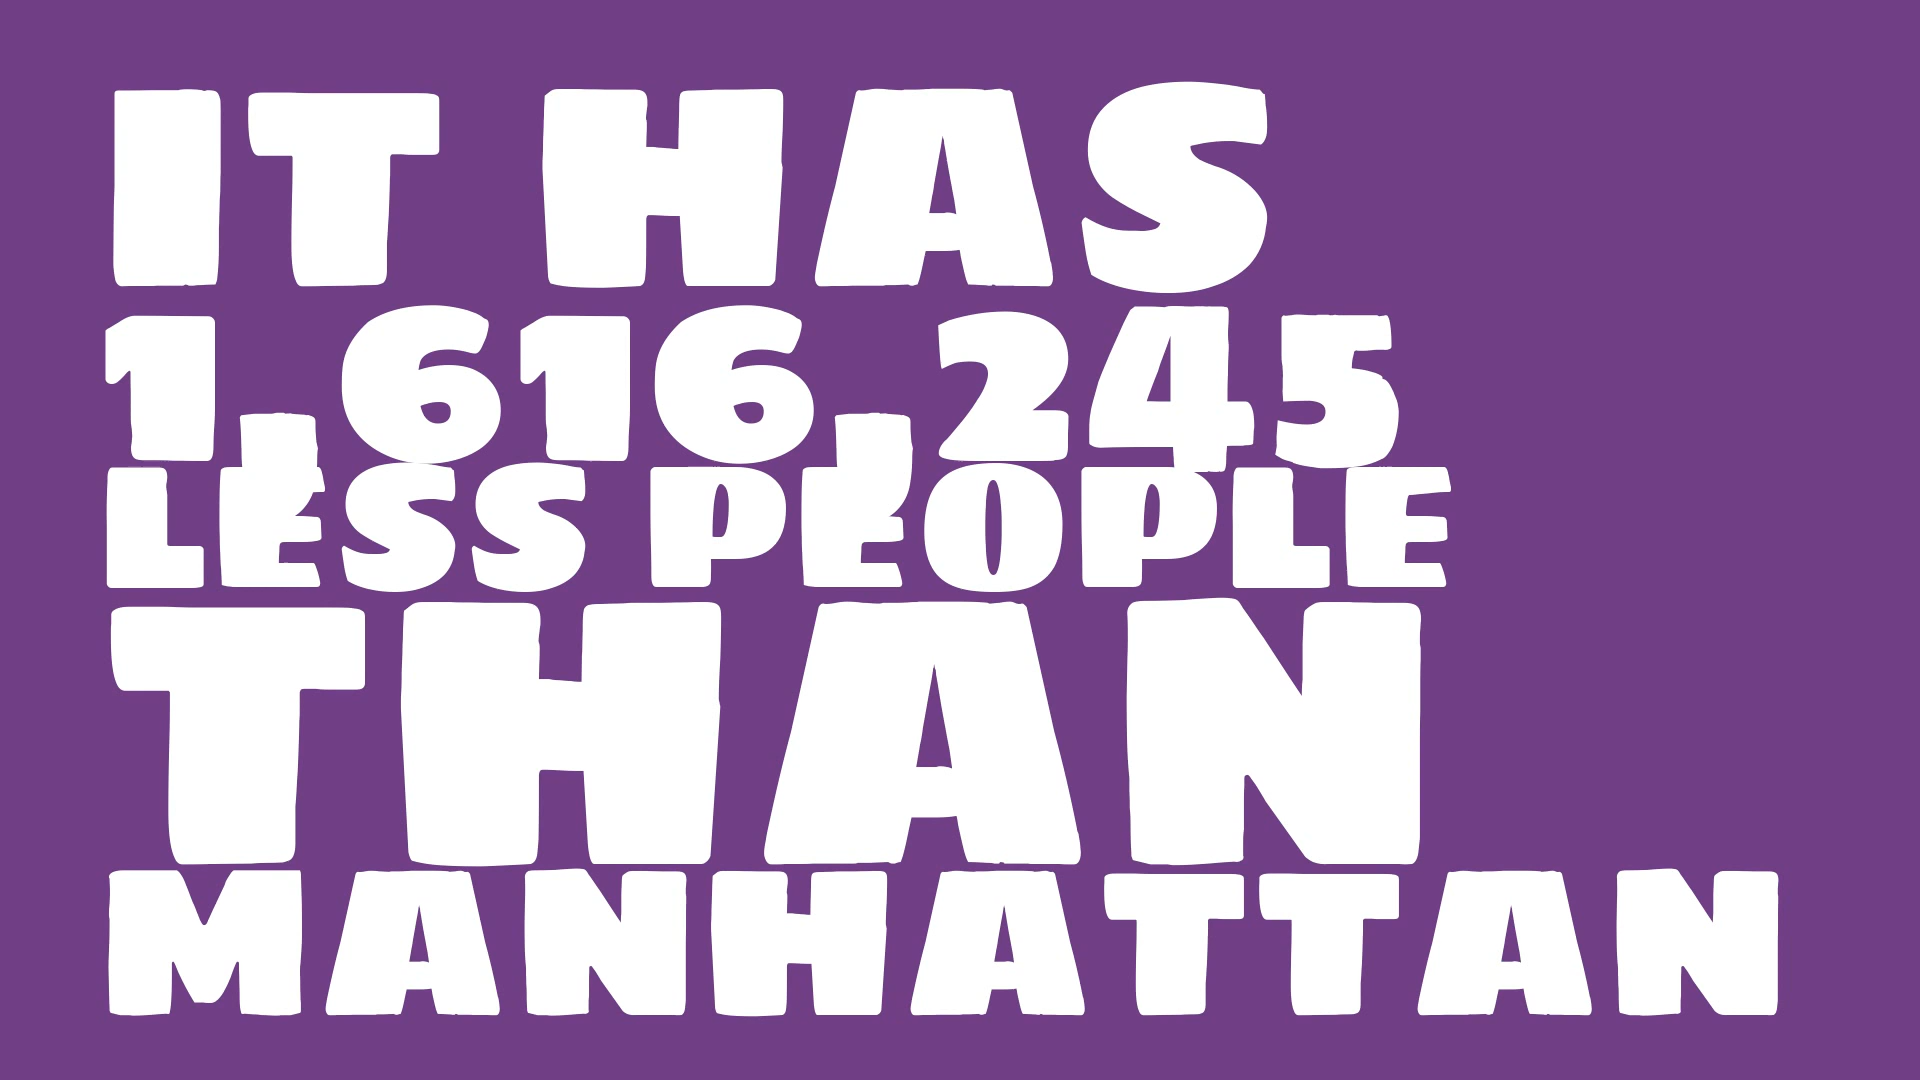 IT HAS
1,616,245
LESS PEOPLE
THAN
MANHATTAN